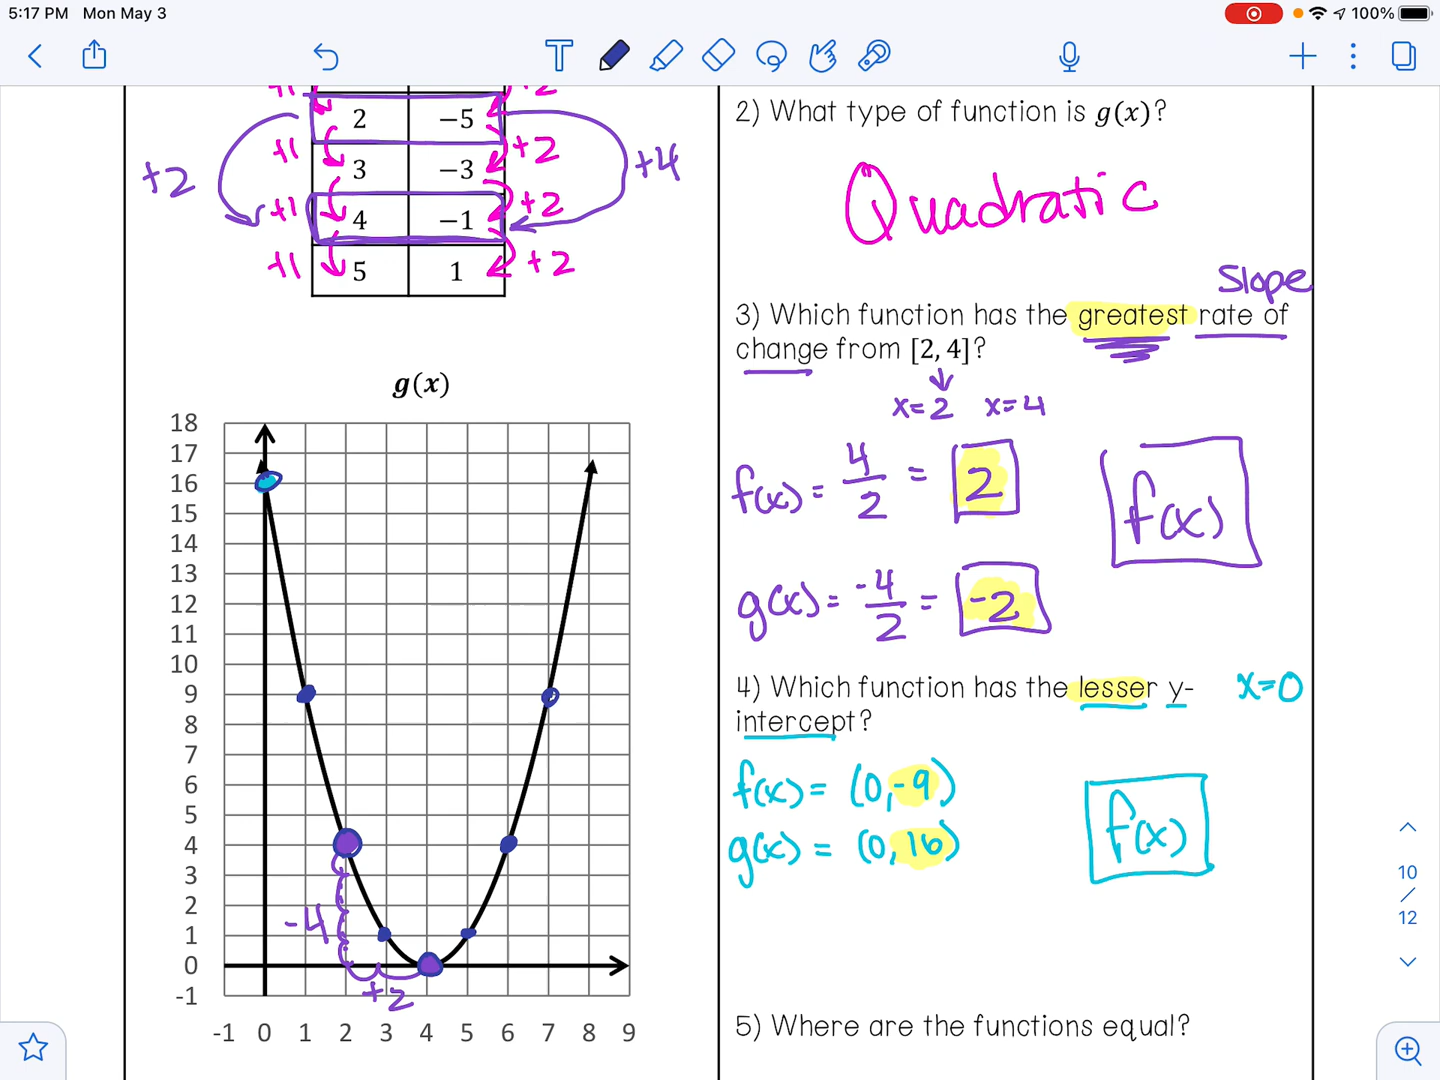 5:17 PM Mon May 3
100%
T
+1
+2
2 −5
+1
+2
+2
+4
3 −3
+1
+2
4 −1
+1
+2
5 1
g(x)
18
17
16
15
14
13
12
11
10
9
8
7
6
5
4
3
2
1
0
-1
-4
+2
-1 0 1 2 3 4 5 6 7 8 9
2) What type of function is g(x)?
Quadratic
Slope
3) Which function has the greatest rate of
change from [2, 4]?
x=2 x=4
f(x) = 4/2 = 2
f(x)
g(x) = -4/2 = -2
4) Which function has the lesser y-
x=0
intercept?
f(x) = (0,-9)
g(x) = (0,16)
f(x)
5) Where are the functions equal?
10
/
12